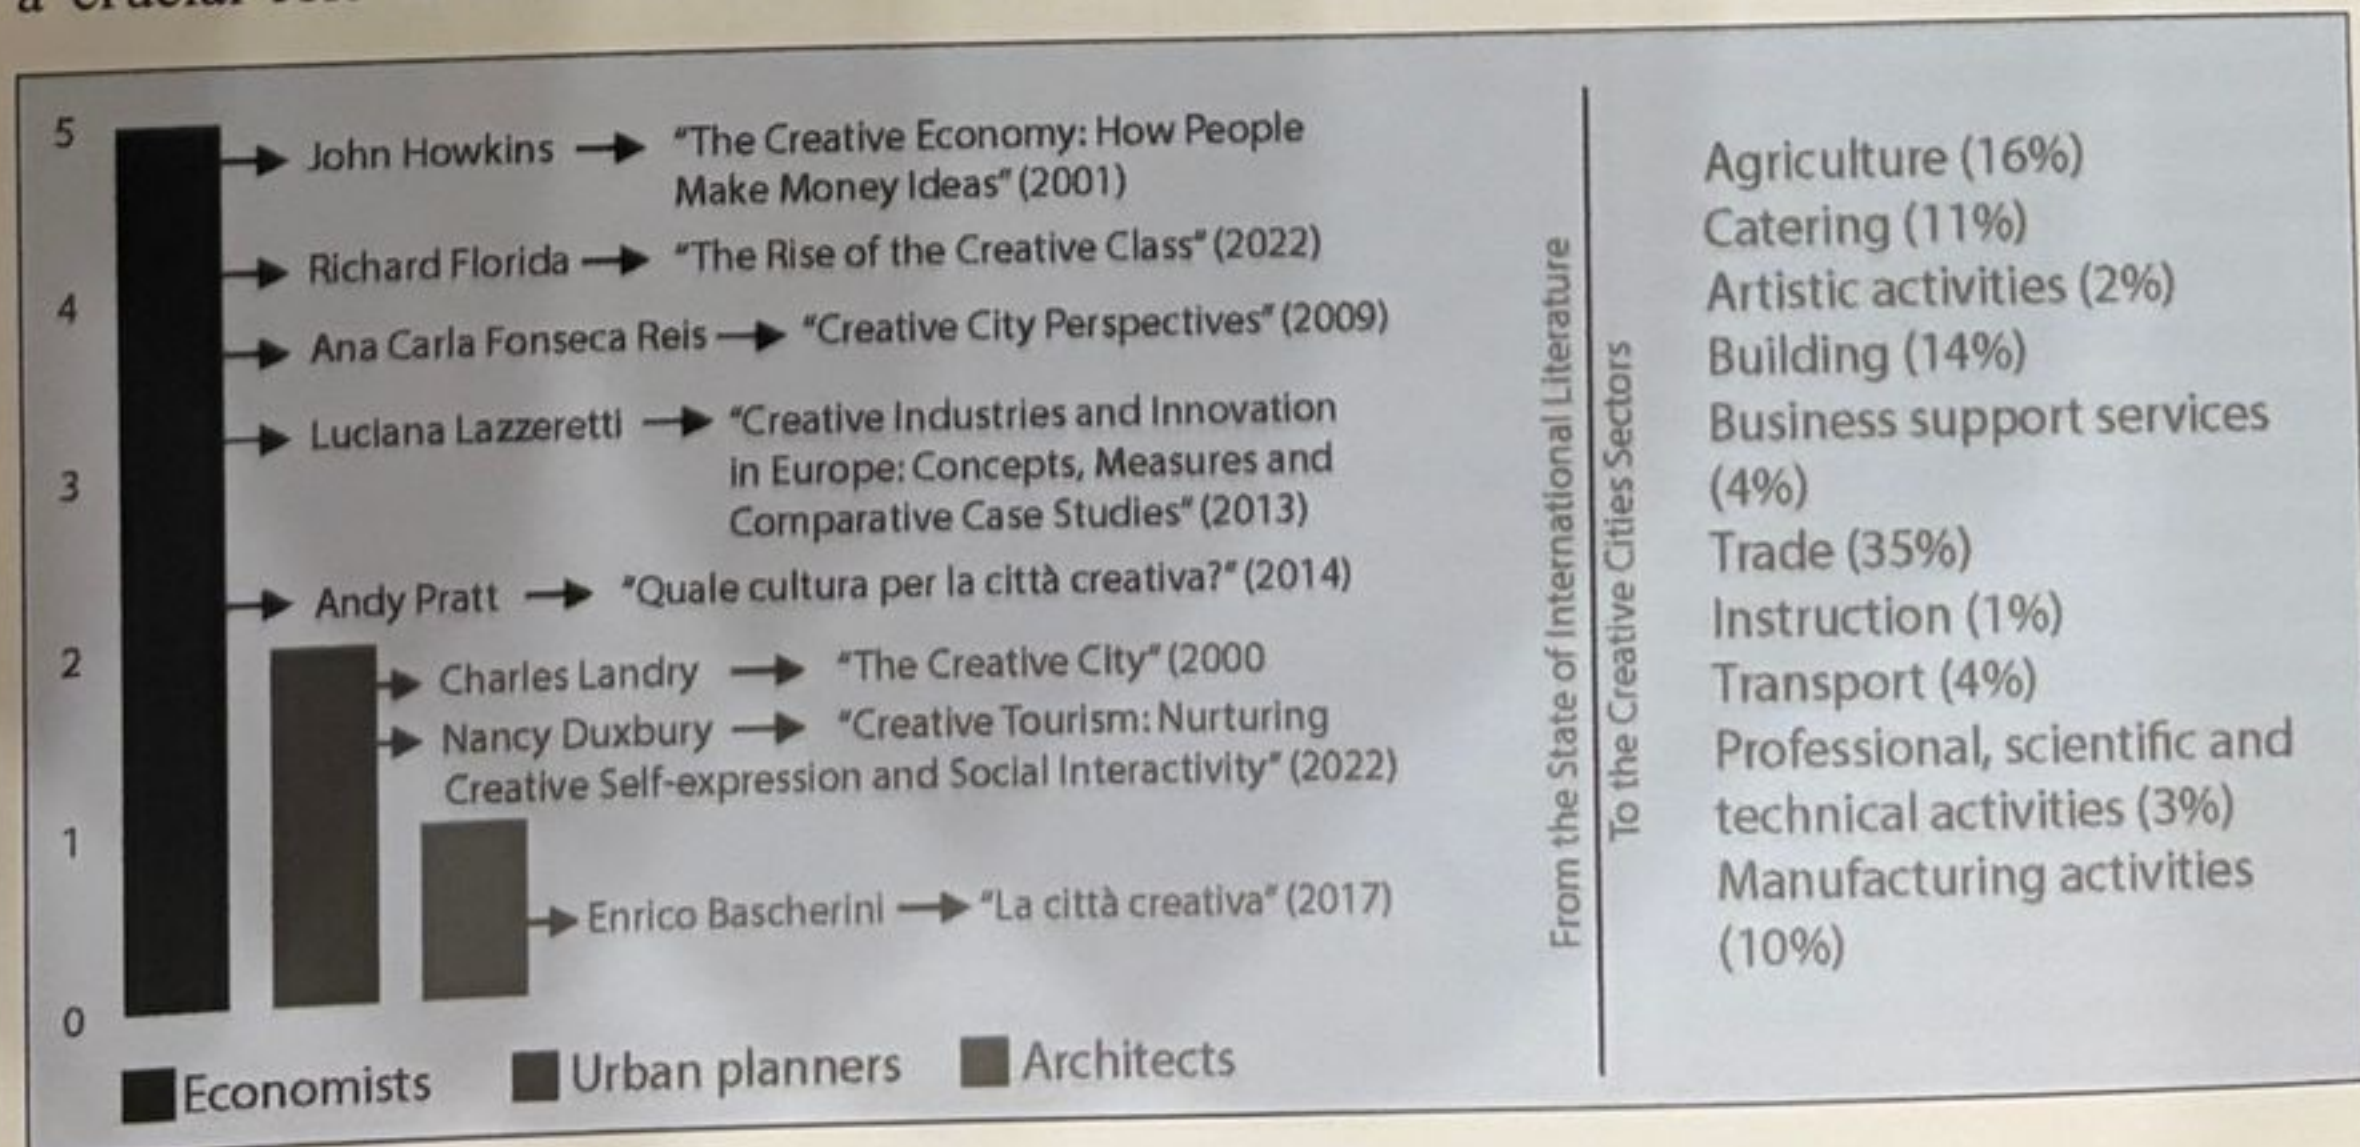 5
John Howkins
"The Creative Economy: How People
Make Money Ideas" (2001)
Richard Florida
"The Rise of the Creative Class" (2022)
4
Ana Carla Fonseca Reis
"Creative City Perspectives" (2009)
Luciana Lazzeretti
"Creative Industries and Innovation
in Europe: Concepts, Measures and
Comparative Case Studies" (2013)
3
Andy Pratt
"Quale cultura per la città creativa?" (2014)
2
Charles Landry
"The Creative City" (2000
Nancy Duxbury
"Creative Tourism: Nurturing
Creative Self-expression and Social Interactivity" (2022)
1
Enrico Bascherini
"La città creativa" (2017)
0
Economists
Urban planners
Architects
From the State of International Literature
To the Creative Cities Sectors
Agriculture (16%)
Catering (11%)
Artistic activities (2%)
Building (14%)
Business support services
(4%)
Trade (35%)
Instruction (1%)
Transport (4%)
Professional, scientific and
technical activities (3%)
Manufacturing activities
(10%)